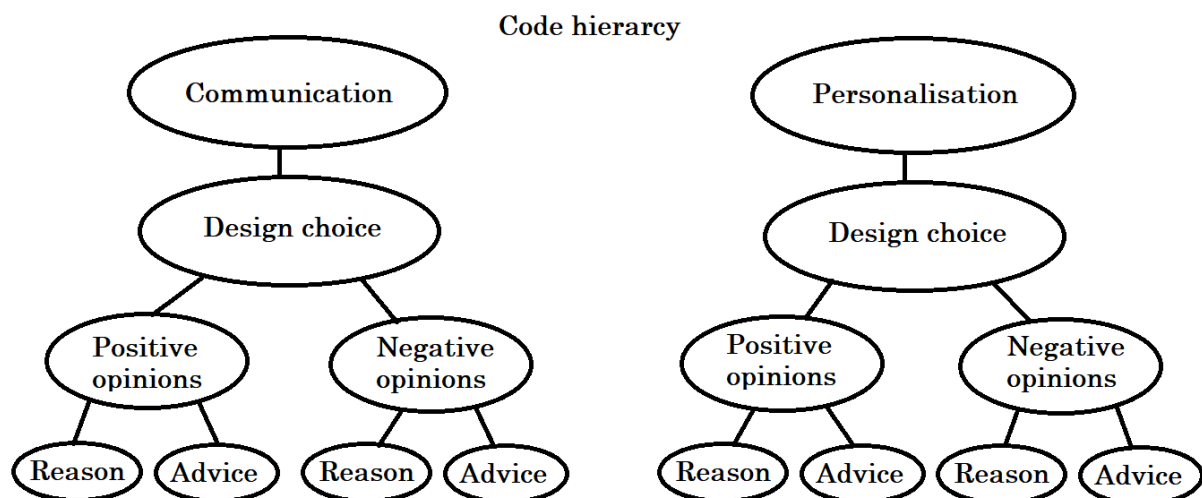 Code hierarcy
Communication
Personalisation
Design choice
Design choice
Positive
opinions
Negative
opinions
Positive
opinions
Negative
opinions
Reason
Advice
Reason
Advice
Reason
Advice
Reason
Advice